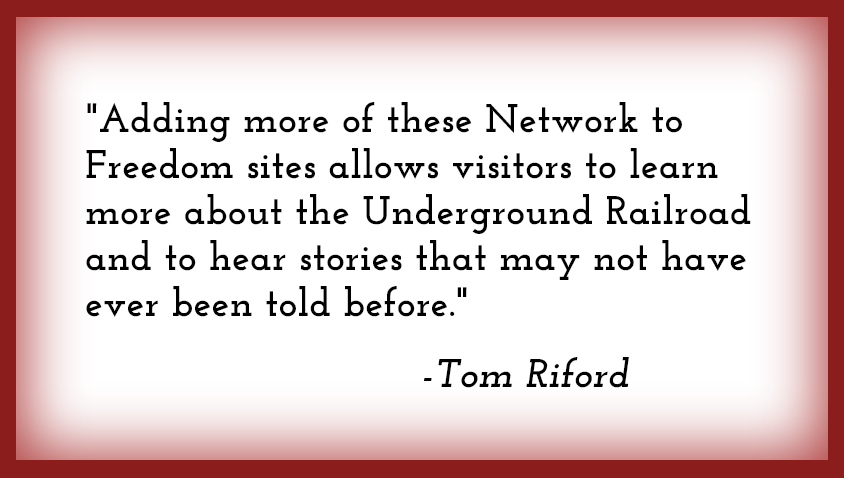 "Adding more of these Network to
Freedom sites allows visitors to learn
more about the Underground Railroad
and to hear stories that may not have
ever been told before."
-Tom Riford